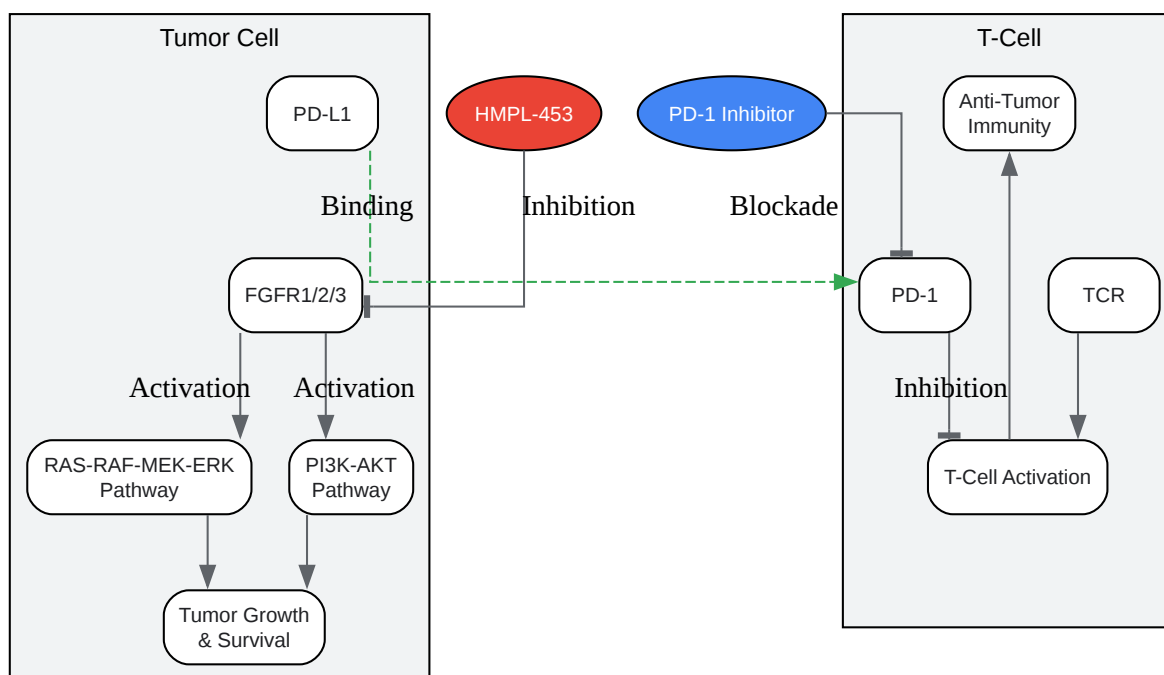 Tumor Cell
T-Cell
PD-L1
HMPL-453
PD-1 Inhibitor
Anti-Tumor
Immunity
Binding
Inhibition
Blockade
FGFR1/2/3
PD-1
TCR
Activation
Activation
Inhibition
RAS-RAF-MEK-ERK
Pathway
PI3K-AKT
Pathway
T-Cell Activation
Tumor Growth
& Survival